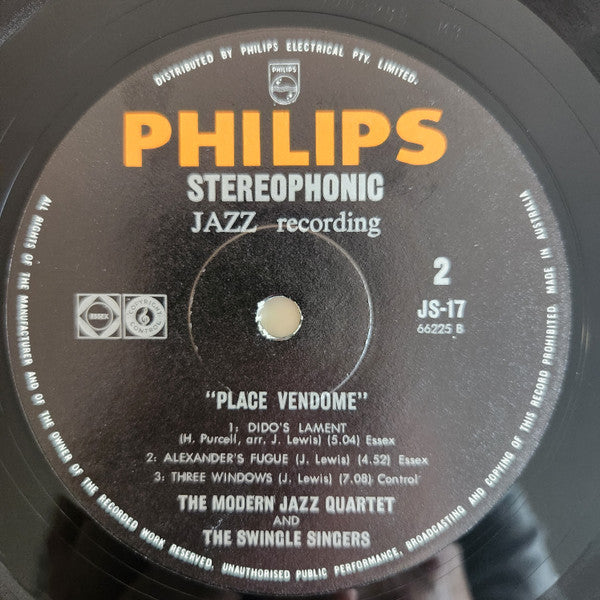 DISTRIBUTED BY PHILIPS ELECTRICAL PTY. LIMITED.
PHILIPS
PHILIPS
STEREOPHONIC
JAZZ recording
2
JS-17
66225 B
ESSEX
COPYRIGHT CONTROL
"PLACE VENDOME"
1: DIDO'S LAMENT
(H. Purcell, arr. J. Lewis) (5.04) Essex
2: ALEXANDER'S FUGUE (J. Lewis) (4.52) Essex
3: THREE WINDOWS (J. Lewis) (7.08) Control
THE MODERN JAZZ QUARTET
AND
THE SWINGLE SINGERS
ALL RIGHTS OF THE MANUFACTURER AND OF THE OWNER OF THE RECORDED WORK RESERVED. UNAUTHORISED PUBLIC PERFORMANCE, BROADCASTING AND COPYING OF THIS RECORD PROHIBITED MADE IN AUSTRALIA